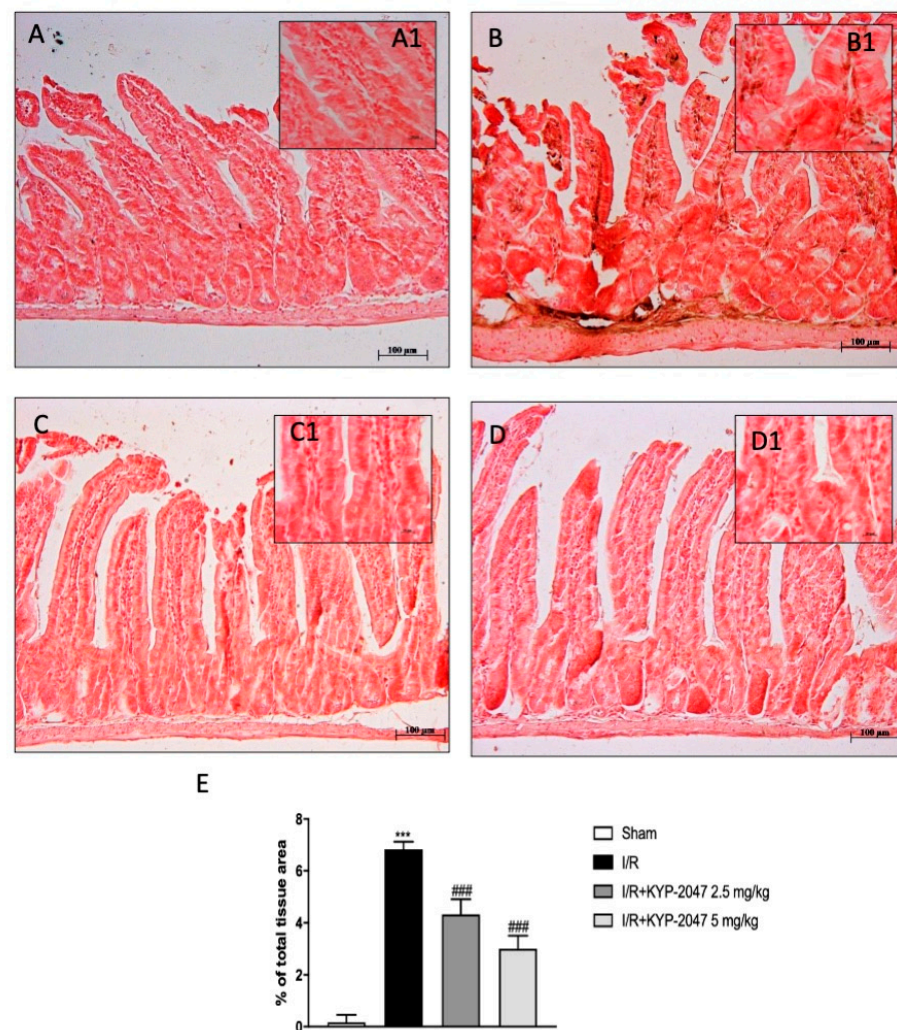 A
A1
B
B1
100 µm
100 µm
C
C1
D
D1
100 µm
100 µm
E
% of total tissue area
8
6
4
2
0
***
###
###
Sham
I/R
I/R+KYP-2047 2.5 mg/kg
I/R+KYP-2047 5 mg/kg